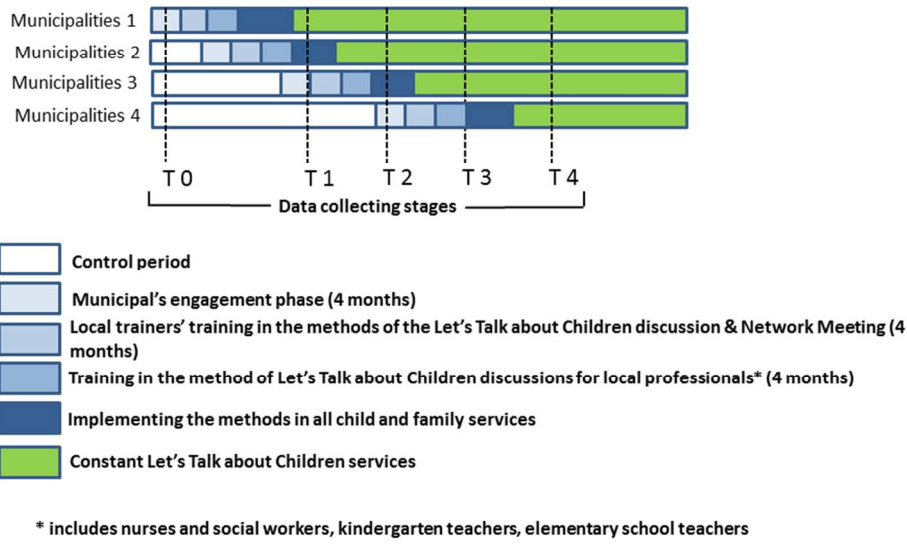 Municipalities 1
Municipalities 2
Municipalities 3
Municipalities 4
T 0 T 1 T 2 T 3 T 4
Data collecting stages
Control period
Municipal's engagement phase (4 months)
Local trainers' training in the methods of the Let's Talk about Children discussion & Network Meeting (4
months)
Training in the method of Let's Talk about Children discussions for local professionals* (4 months)
Implementing the methods in all child and family services
Constant Let's Talk about Children services
* includes nurses and social workers, kindergarten teachers, elementary school teachers